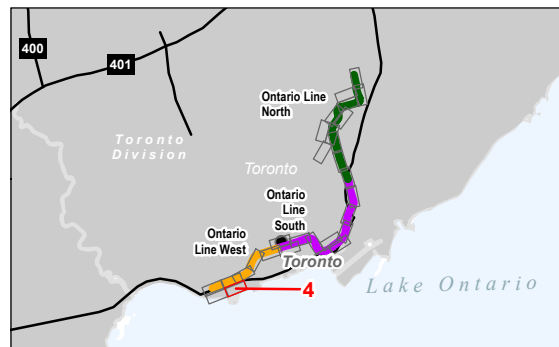 400
401
Ontario Line
North
Toronto
Division
Toronto
Ontario
Line
South
Ontario
Line West
Toronto
Lake Ontario
4